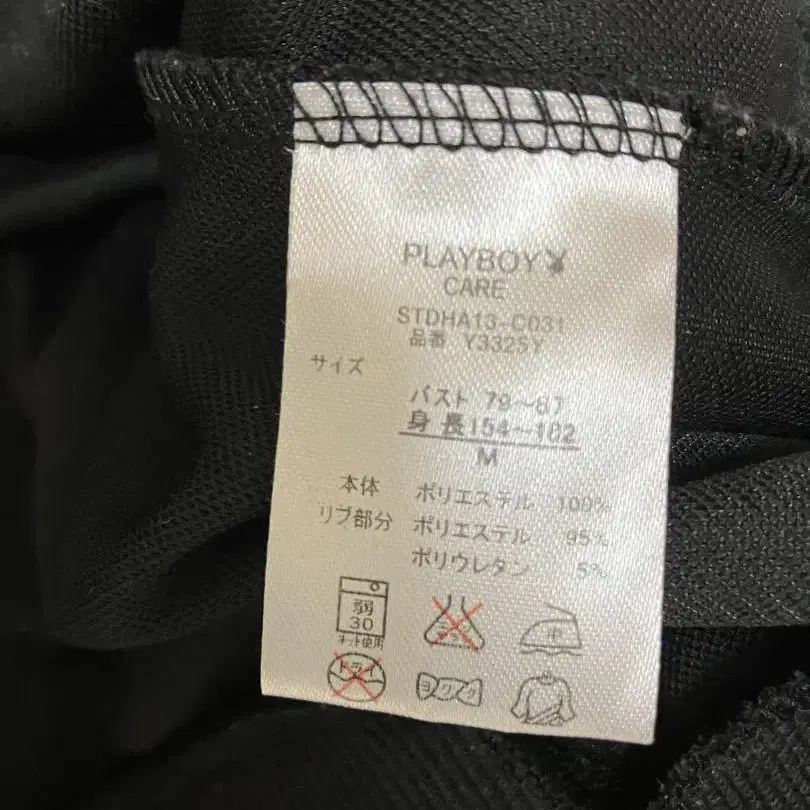 PLAYBOY
CARE
STDHA13-C031
品番 Y3325Y
サイズ
バスト 79~87
身長154~162
M
本体 ポリエステル 100%
リブ部分 ポリエステル 95%
ポリウレタン 5%
弱
30
ネット使用
中
ドライ
ヨワク